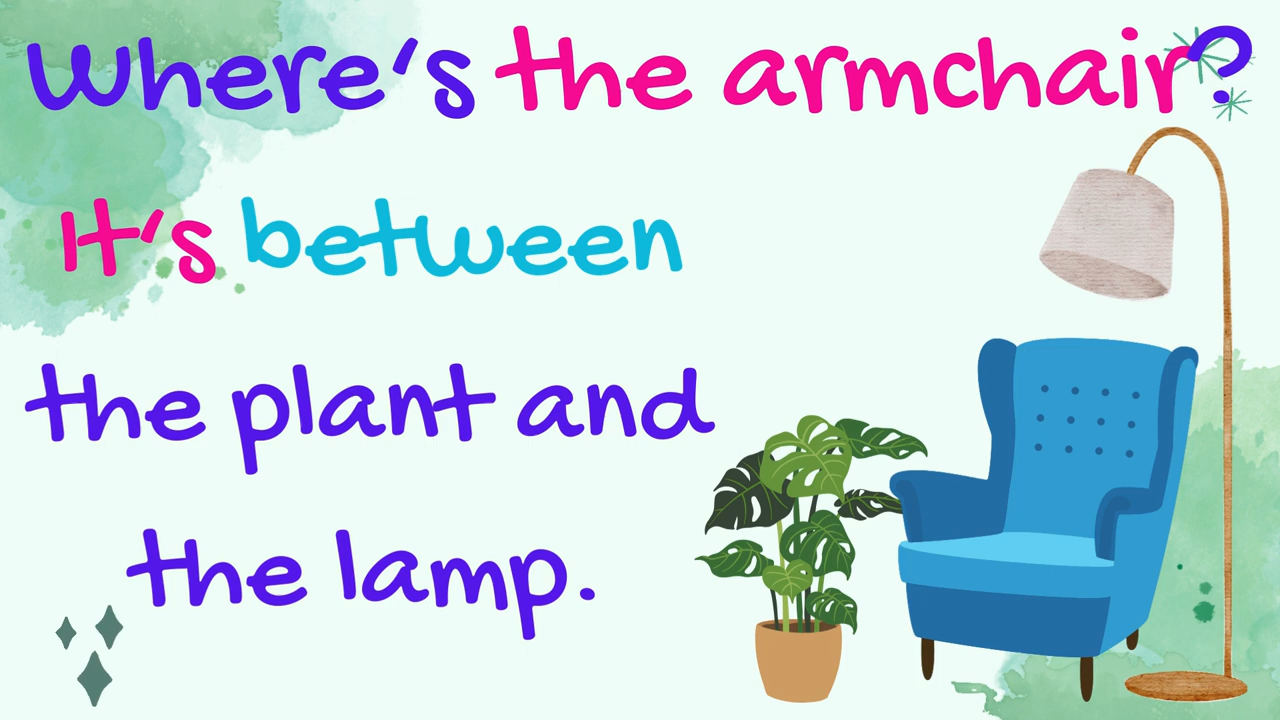 Where's the armchair?
It's between
the plant and
the lamp.